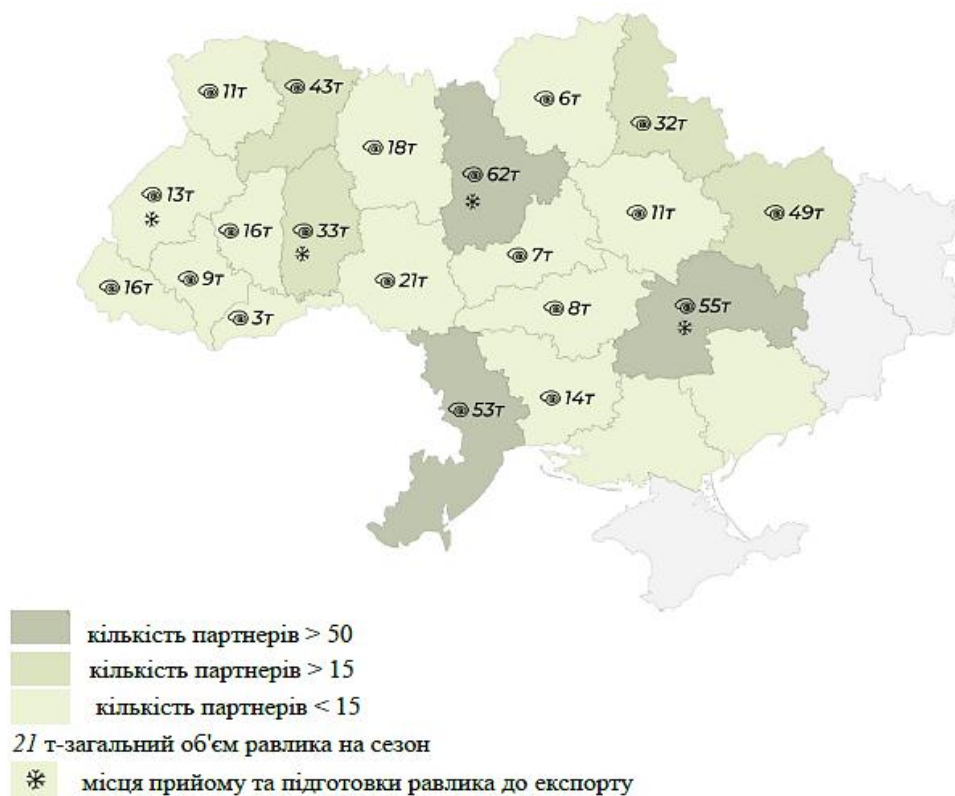 43т
11т
6т
32т
18т
62т
13т
11т
49т
16т
33т
7т
9т
21т
16т
8т
55т
3т
14т
53т
кількість партнерів > 50
кількість партнерів > 15
кількість партнерів < 15
21 т-загальний об'єм равлика на сезон
місця прийому та підготовки равлика до експорту